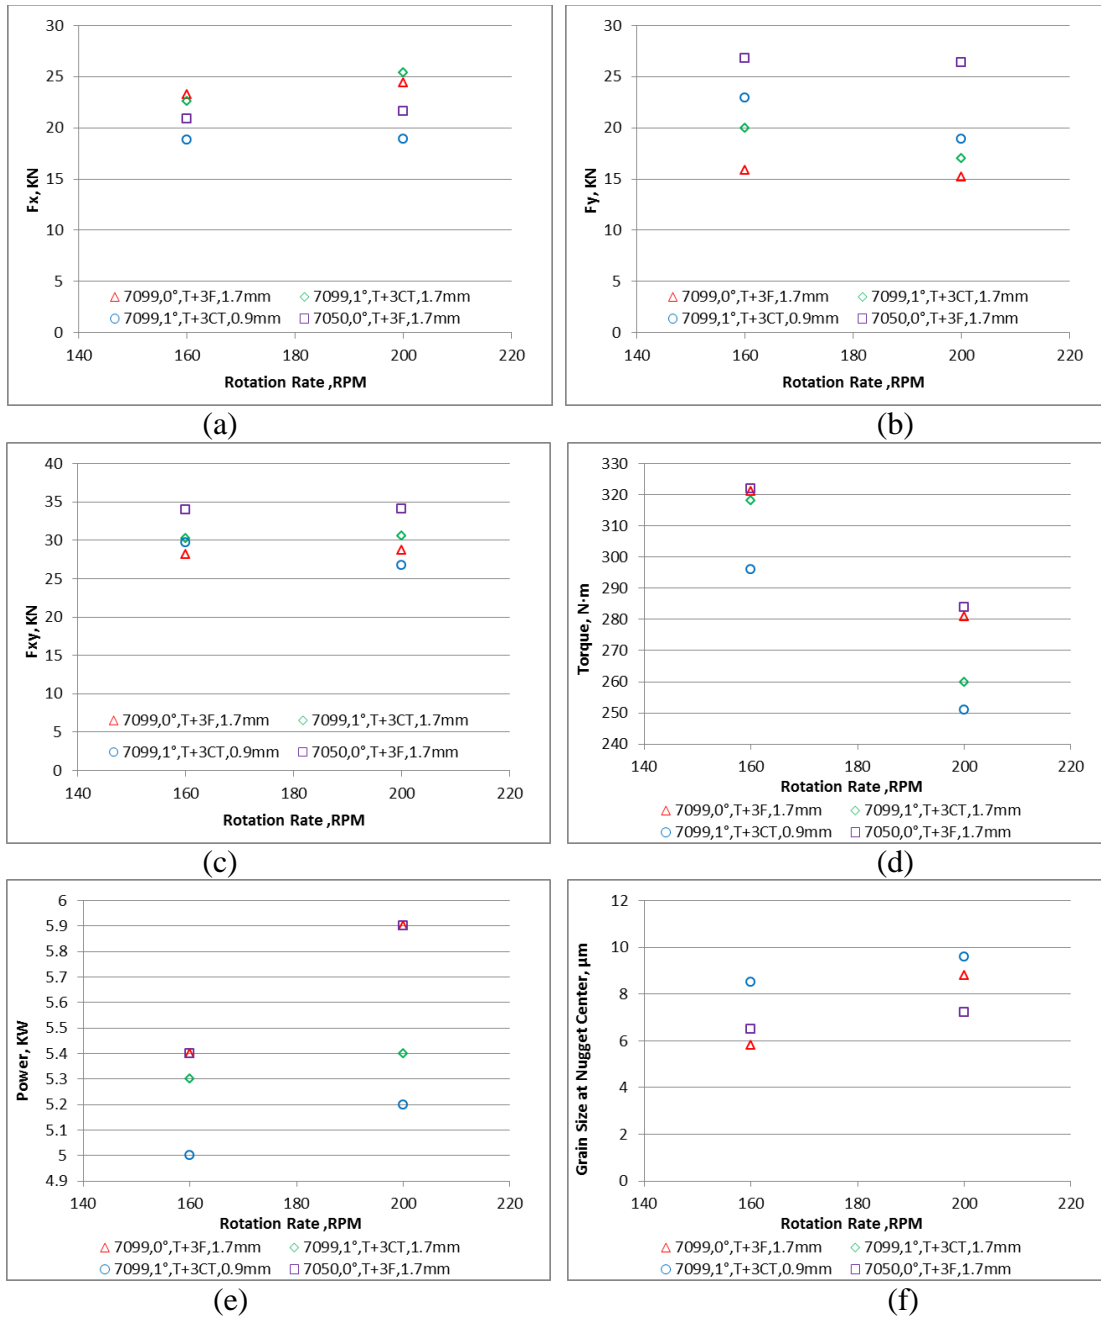 30
25
20
15
10
5
0
140 160 180 200 220
Fx, KN
Rotation Rate ,RPM
7099,0°,T+3F,1.7mm 7099,1°,T+3CT,1.7mm
7099,1°,T+3CT,0.9mm 7050,0°,T+3F,1.7mm
(a)
30
25
20
15
10
5
0
140 160 180 200 220
Fy, KN
Rotation Rate ,RPM
7099,0°,T+3F,1.7mm 7099,1°,T+3CT,1.7mm
7099,1°,T+3CT,0.9mm 7050,0°,T+3F,1.7mm
(b)
40
35
30
25
20
15
10
5
0
140 160 180 200 220
Fxy, KN
Rotation Rate ,RPM
7099,0°,T+3F,1.7mm 7099,1°,T+3CT,1.7mm
7099,1°,T+3CT,0.9mm 7050,0°,T+3F,1.7mm
(c)
330
320
310
300
290
280
270
260
250
240
140 160 180 200 220
Torque, N·m
Rotation Rate ,RPM
7099,0°,T+3F,1.7mm 7099,1°,T+3CT,1.7mm
7099,1°,T+3CT,0.9mm 7050,0°,T+3F,1.7mm
(d)
6
5.9
5.8
5.7
5.6
5.5
5.4
5.3
5.2
5.1
5
4.9
140 160 180 200 220
Power, KW
Rotation Rate ,RPM
7099,0°,T+3F,1.7mm 7099,1°,T+3CT,1.7mm
7099,1°,T+3CT,0.9mm 7050,0°,T+3F,1.7mm
(e)
12
10
8
6
4
2
0
140 160 180 200 220
Grain Size at Nugget Center, μm
Rotation Rate ,RPM
7099,0°,T+3F,1.7mm 7099,1°,T+3CT,1.7mm
7099,1°,T+3CT,0.9mm 7050,0°,T+3F,1.7mm
(f)